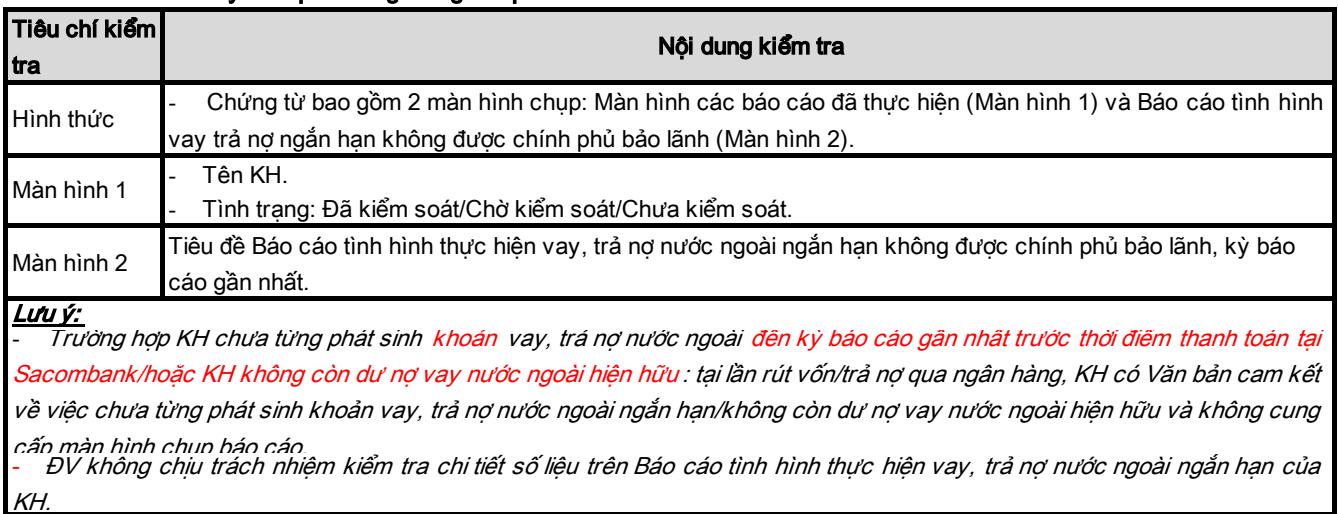 Tiêu chí kiểm
tra
Nội dung kiểm tra
Hình thức
- Chứng từ bao gồm 2 màn hình chụp: Màn hình các báo cáo đã thực hiện (Màn hình 1) và Báo cáo tình hình
vay trả nợ ngắn hạn không được chính phủ bảo lãnh (Màn hình 2).
Màn hình 1
- Tên KH.
- Tình trạng: Đã kiểm soát/Chờ kiểm soát/Chưa kiểm soát.
Màn hình 2
Tiêu đề Báo cáo tình hình thực hiện vay, trả nợ nước ngoài ngắn hạn không được chính phủ bảo lãnh, kỳ báo
cáo gần nhất.
Lưu ý:
- Trường hợp KH chưa từng phát sinh khoản vay, trả nợ nước ngoài đến kỳ báo cáo gần nhất trước thời điểm thanh toán tại
Sacombank/hoặc KH không còn dư nợ vay nước ngoài hiện hữu : tại lần rút vốn/trả nợ qua ngân hàng, KH có Văn bản cam kết
về việc chưa từng phát sinh khoản vay, trả nợ nước ngoài ngắn hạn/không còn dư nợ vay nước ngoài hiện hữu và không cung
cấp màn hình chụp báo cáo.
- ĐV không chịu trách nhiệm kiểm tra chi tiết số liệu trên Báo cáo tình hình thực hiện vay, trả nợ nước ngoài ngắn hạn của
KH.